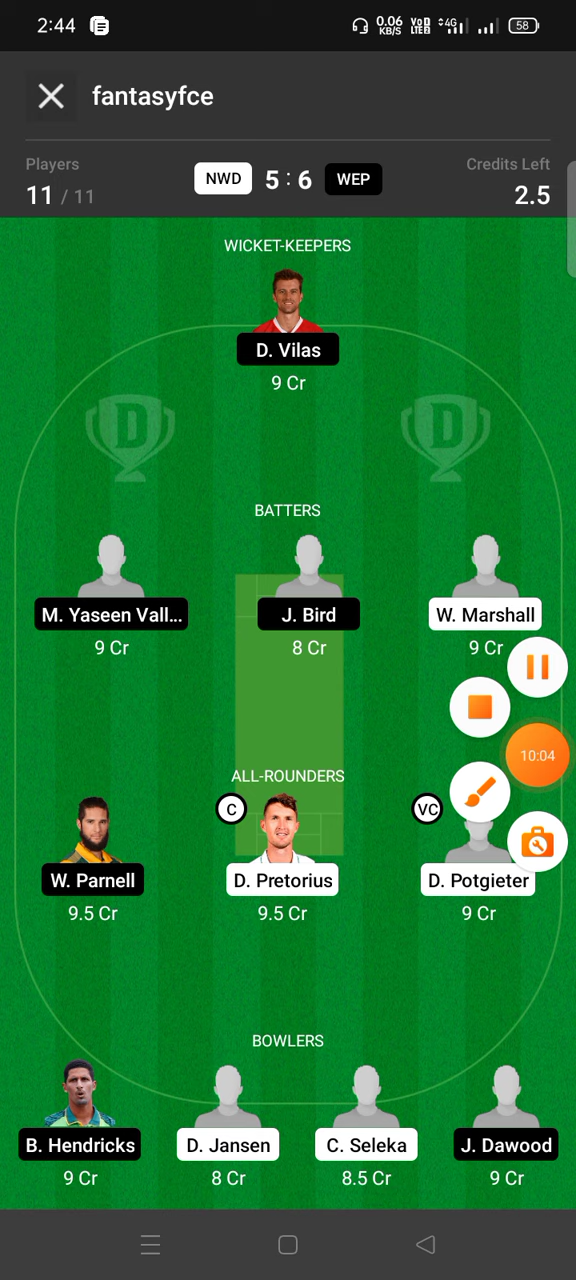 2:44
0.06 KB/S
VoD LTE2
4G
58
fantasyfce
Players
11 / 11
NWD 5 : 6 WEP
Credits Left
2.5
WICKET-KEEPERS
D. Vilas
9 Cr
BATTERS
M. Yaseen Vall...
J. Bird
W. Marshall
9 Cr
8 Cr
9 Cr
10:04
ALL-ROUNDERS
C
VC
W. Parnell
D. Pretorius
D. Potgieter
9.5 Cr
9.5 Cr
9 Cr
BOWLERS
B. Hendricks
D. Jansen
C. Seleka
J. Dawood
9 Cr
8 Cr
8.5 Cr
9 Cr